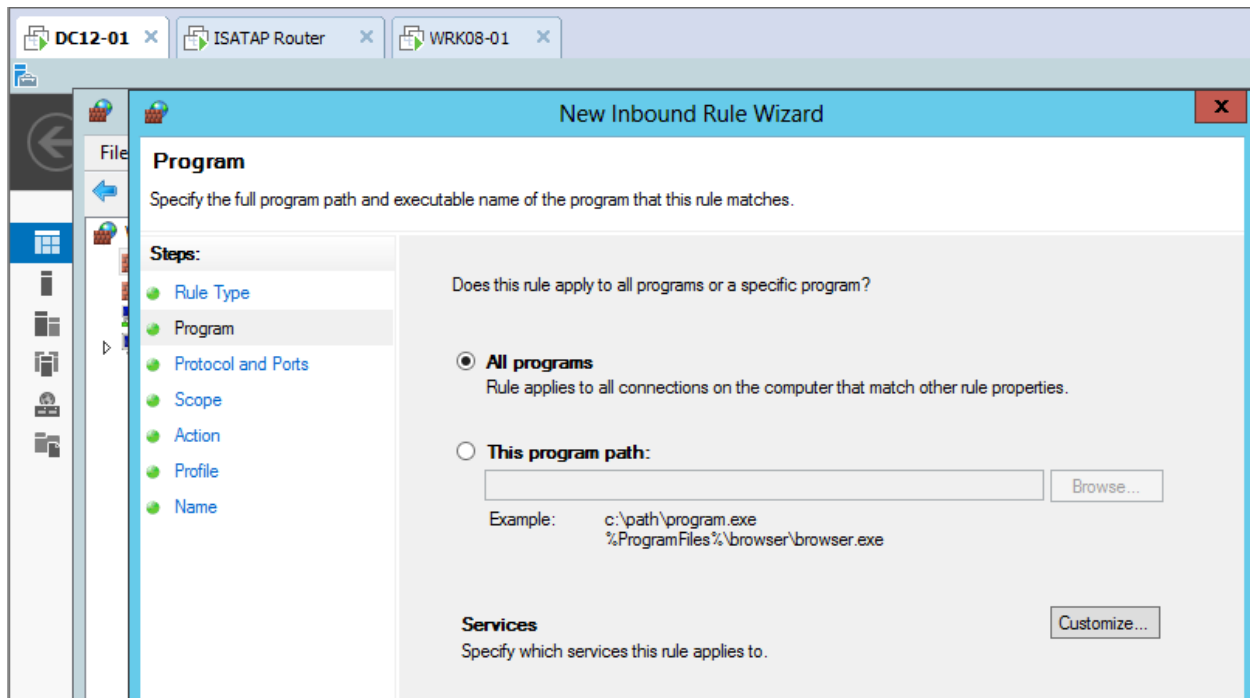 DC12-01
ISATAP Router
WRK08-01
New Inbound Rule Wizard
x
File
Program
Specify the full program path and executable name of the program that this rule matches.
Steps:
Rule Type
Program
Protocol and Ports
Scope
Action
Profile
Name
Does this rule apply to all programs or a specific program?
All programs
Rule applies to all connections on the computer that match other rule properties.
This program path:
Browse...
Example: c:\path\program.exe
%ProgramFiles%\browser\browser.exe
Services
Customize...
Specify which services this rule applies to.